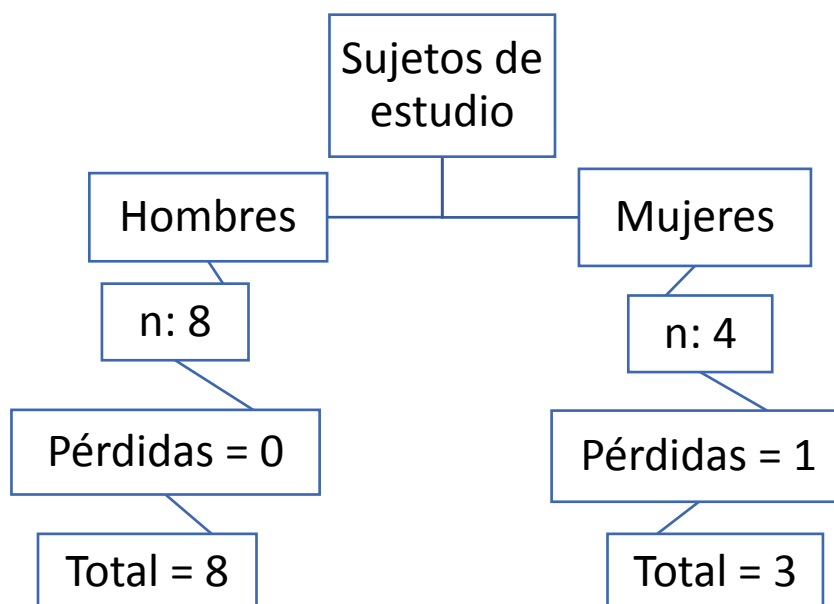 Sujetos de
estudio
Hombres
Mujeres
n: 8
n: 4
Pérdidas = 0
Pérdidas = 1
Total = 8
Total = 3